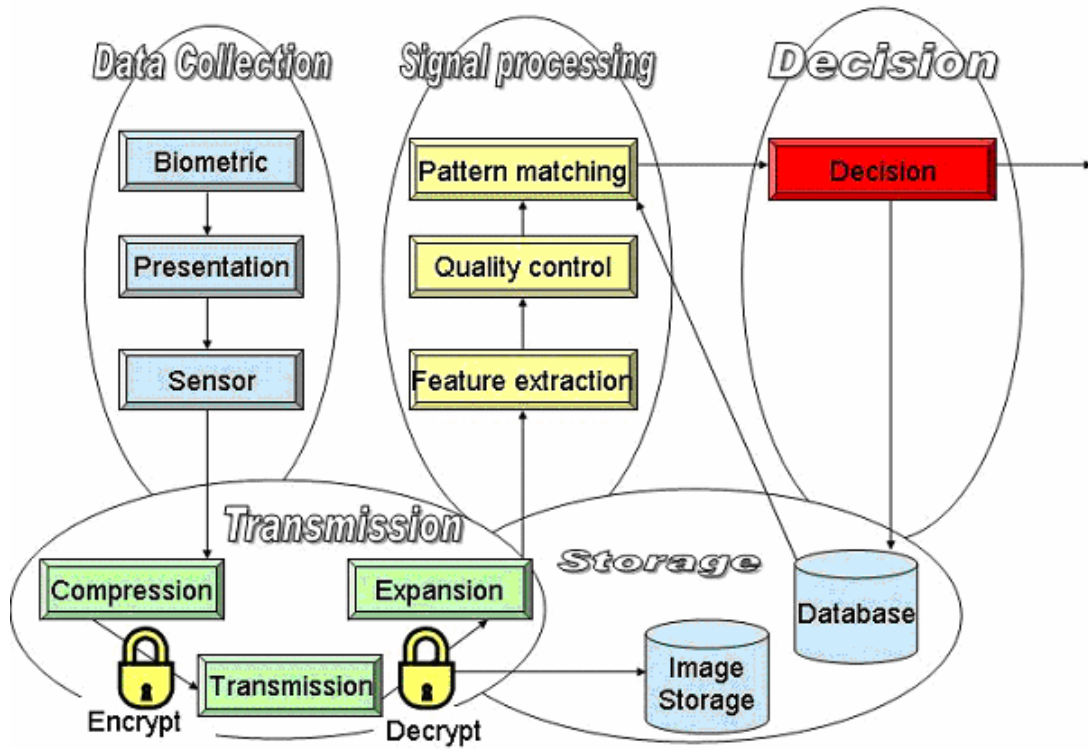 Data Collection
Signal processing
Decision
Biometric
Pattern matching
Decision
Presentation
Quality control
Sensor
Feature extraction
Transmission
Storage
Compression
Expansion
Database
Transmission
Image
Storage
Encrypt
Decrypt